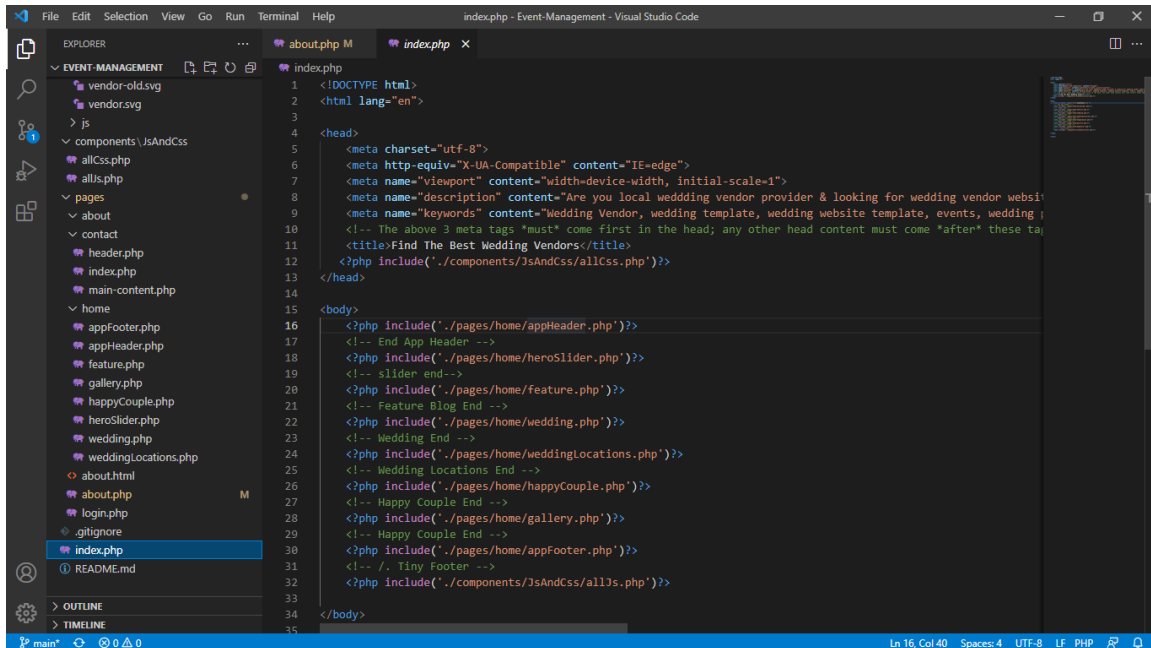 File Edit Selection View Go Run Terminal Help index.php - Event-Management - Visual Studio Code
EXPLORER
EVENT-MANAGEMENT
vendor-old.svg
vendor.svg
js
components\JsAndCss
allCss.php
allJs.php
pages
about
contact
header.php
index.php
main-content.php
home
appFooter.php
appHeader.php
feature.php
gallery.php
happyCouple.php
heroSlider.php
wedding.php
weddingLocations.php
about.html
about.php M
login.php
.gitignore
index.php
README.md
OUTLINE
TIMELINE
1
about.php M index.php
index.php
1 <!DOCTYPE html>
2 <html lang="en">
3
4 <head>
5 <meta charset="utf-8">
6 <meta http-equiv="X-UA-Compatible" content="IE=edge">
7 <meta name="viewport" content="width=device-width, initial-scale=1">
8 <meta name="description" content="Are you local weddding vendor provider & looking for wedding vendor websit
9 <meta name="keywords" content="Wedding Vendor, wedding template, wedding website template, events, wedding p
10 <!-- The above 3 meta tags *must* come first in the head; any other head content must come *after* these tag
11 <title>Find The Best Wedding Vendors</title>
12 <?php include('./components/JsAndCss/allCss.php')?>
13 </head>
14
15 <body>
16 <?php include('./pages/home/appHeader.php')?>
17 <!-- End App Header -->
18 <?php include('./pages/home/heroSlider.php')?>
19 <!-- slider end-->
20 <?php include('./pages/home/feature.php')?>
21 <!-- Feature Blog End -->
22 <?php include('./pages/home/wedding.php')?>
23 <!-- Wedding End -->
24 <?php include('./pages/home/weddingLocations.php')?>
25 <!-- Wedding Locations End -->
26 <?php include('./pages/home/happyCouple.php')?>
27 <!-- Happy Couple End -->
28 <?php include('./pages/home/gallery.php')?>
29 <!-- Happy Couple End -->
30 <?php include('./pages/home/appFooter.php')?>
31 <!-- /. Tiny Footer -->
32 <?php include('./components/JsAndCss/allJs.php')?>
33
34 </body>
35
main* 0 0 Ln 16, Col 40 Spaces: 4 UTF-8 LF PHP